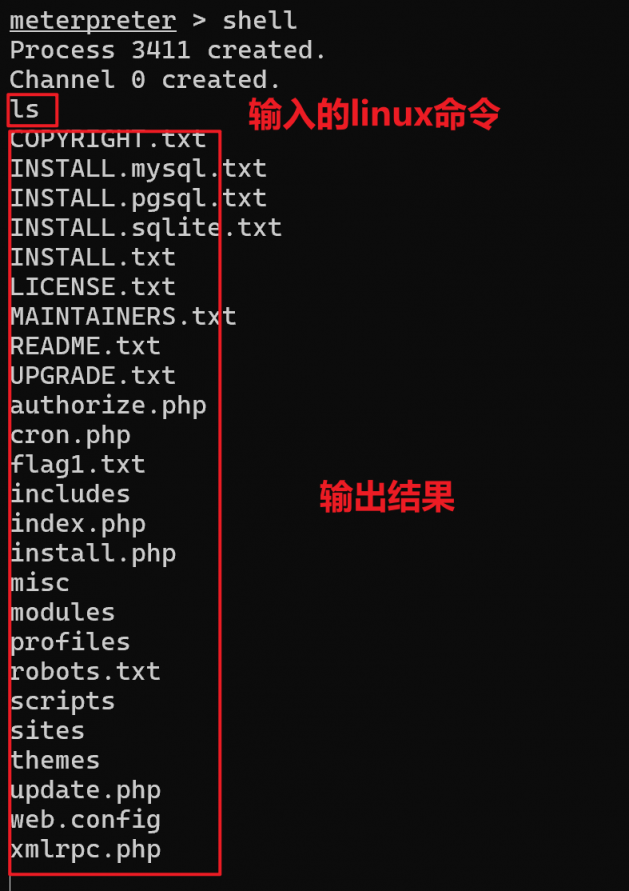 meterpreter > shell
Process 3411 created.
Channel 0 created.
ls
输入的linux命令
COPYRIGHT.txt
INSTALL.mysql.txt
INSTALL.pgsql.txt
INSTALL.sqlite.txt
INSTALL.txt
LICENSE.txt
MAINTAINERS.txt
README.txt
UPGRADE.txt
authorize.php
cron.php
flag1.txt
includes
输出结果
index.php
install.php
misc
modules
profiles
robots.txt
scripts
sites
themes
update.php
web.config
xmlrpc.php